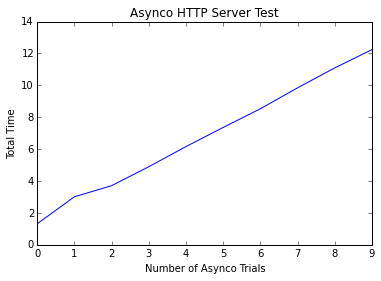 Asynco HTTP Server Test
14
12
10
8
6
4
2
0
Total Time
0 1 2 3 4 5 6 7 8 9
Number of Asynco Trials